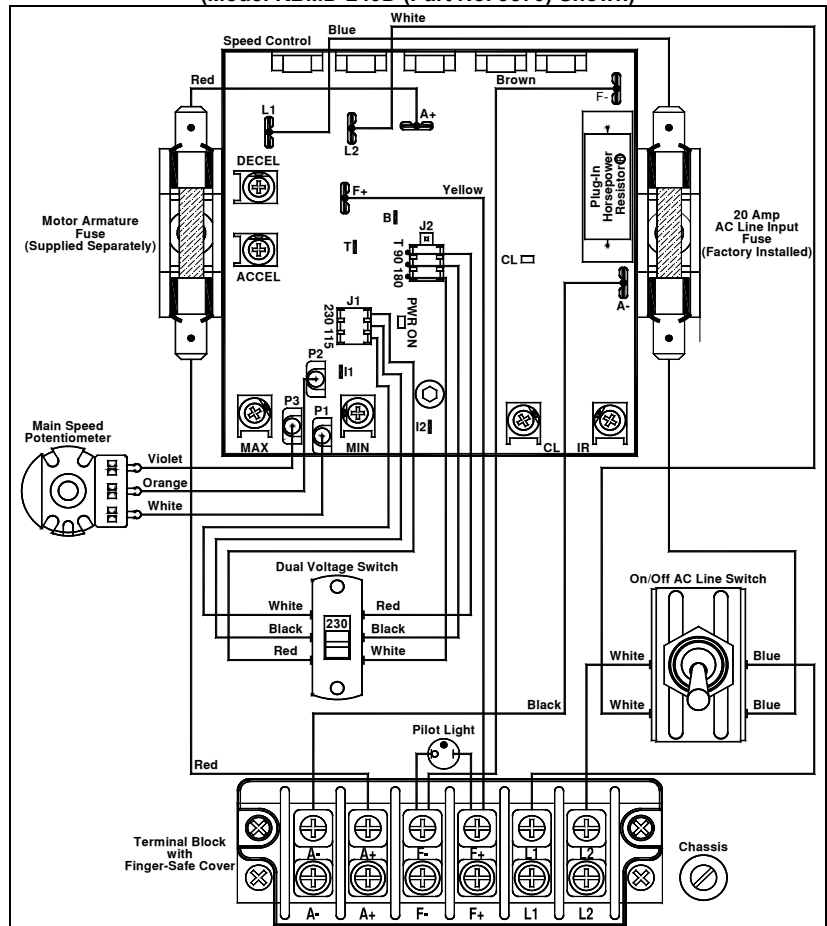 White
Blue
Speed Control
Red
Brown
L1
A+
F-
L2
DECEL
Plug-In
Horsepower
Resistor
F+
Yellow
Motor Armature
Fuse
(Supplied Separately)
20 Amp
AC Line Input
Fuse
(Factory Installed)
B
J2
T
T 90 180
CL
ACCEL
A-
J1
230 115
PWR ON
P2
I1
P3
P1
I2
MAX
MIN
CL
IR
Main Speed
Potentiometer
Violet
Orange
White
Dual Voltage Switch
On/Off AC Line Switch
White
Red
230
Black
Black
Red
White
White
Blue
White
Blue
Black
Pilot Light
Red
Terminal Block
with
Finger-Safe Cover
A- A+ F- F+ L1 L2
Chassis
A- A+ F- F+ L1 L2